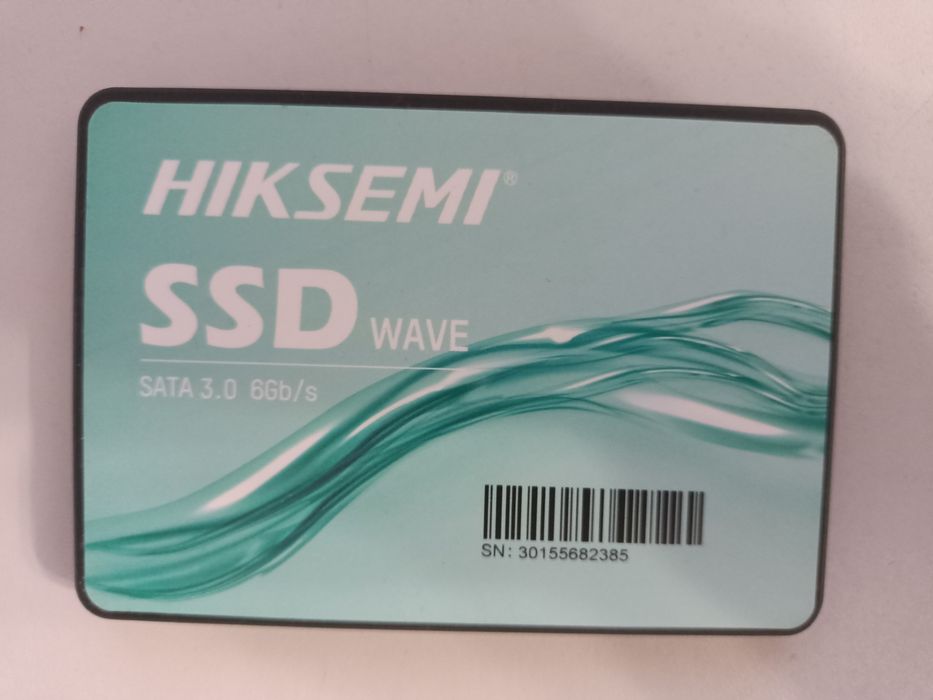 HIKSEMI®
SSD WAVE
SATA 3.0 6Gb/s
SN: 30155682385